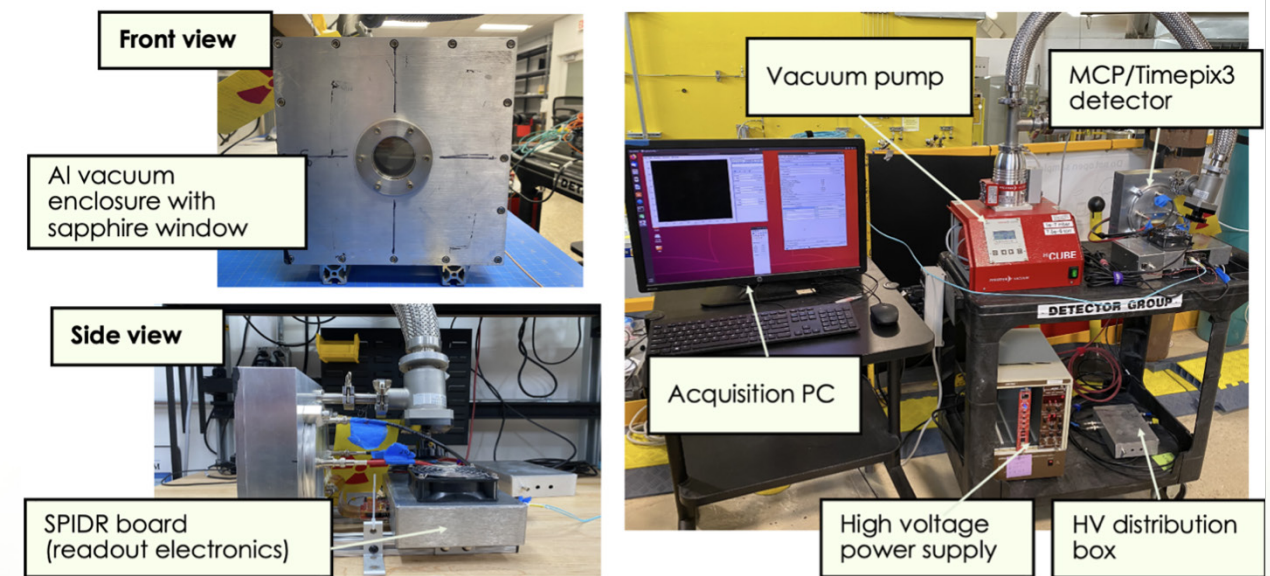 Front view
Al vacuum
enclosure with
sapphire window
Side view
SPIDR board
(readout electronics)
Vacuum pump
MCP/Timepix3
detector
CUBE
DETECTOR GROUP
Acquisition PC
High voltage
power supply
HV distribution
box